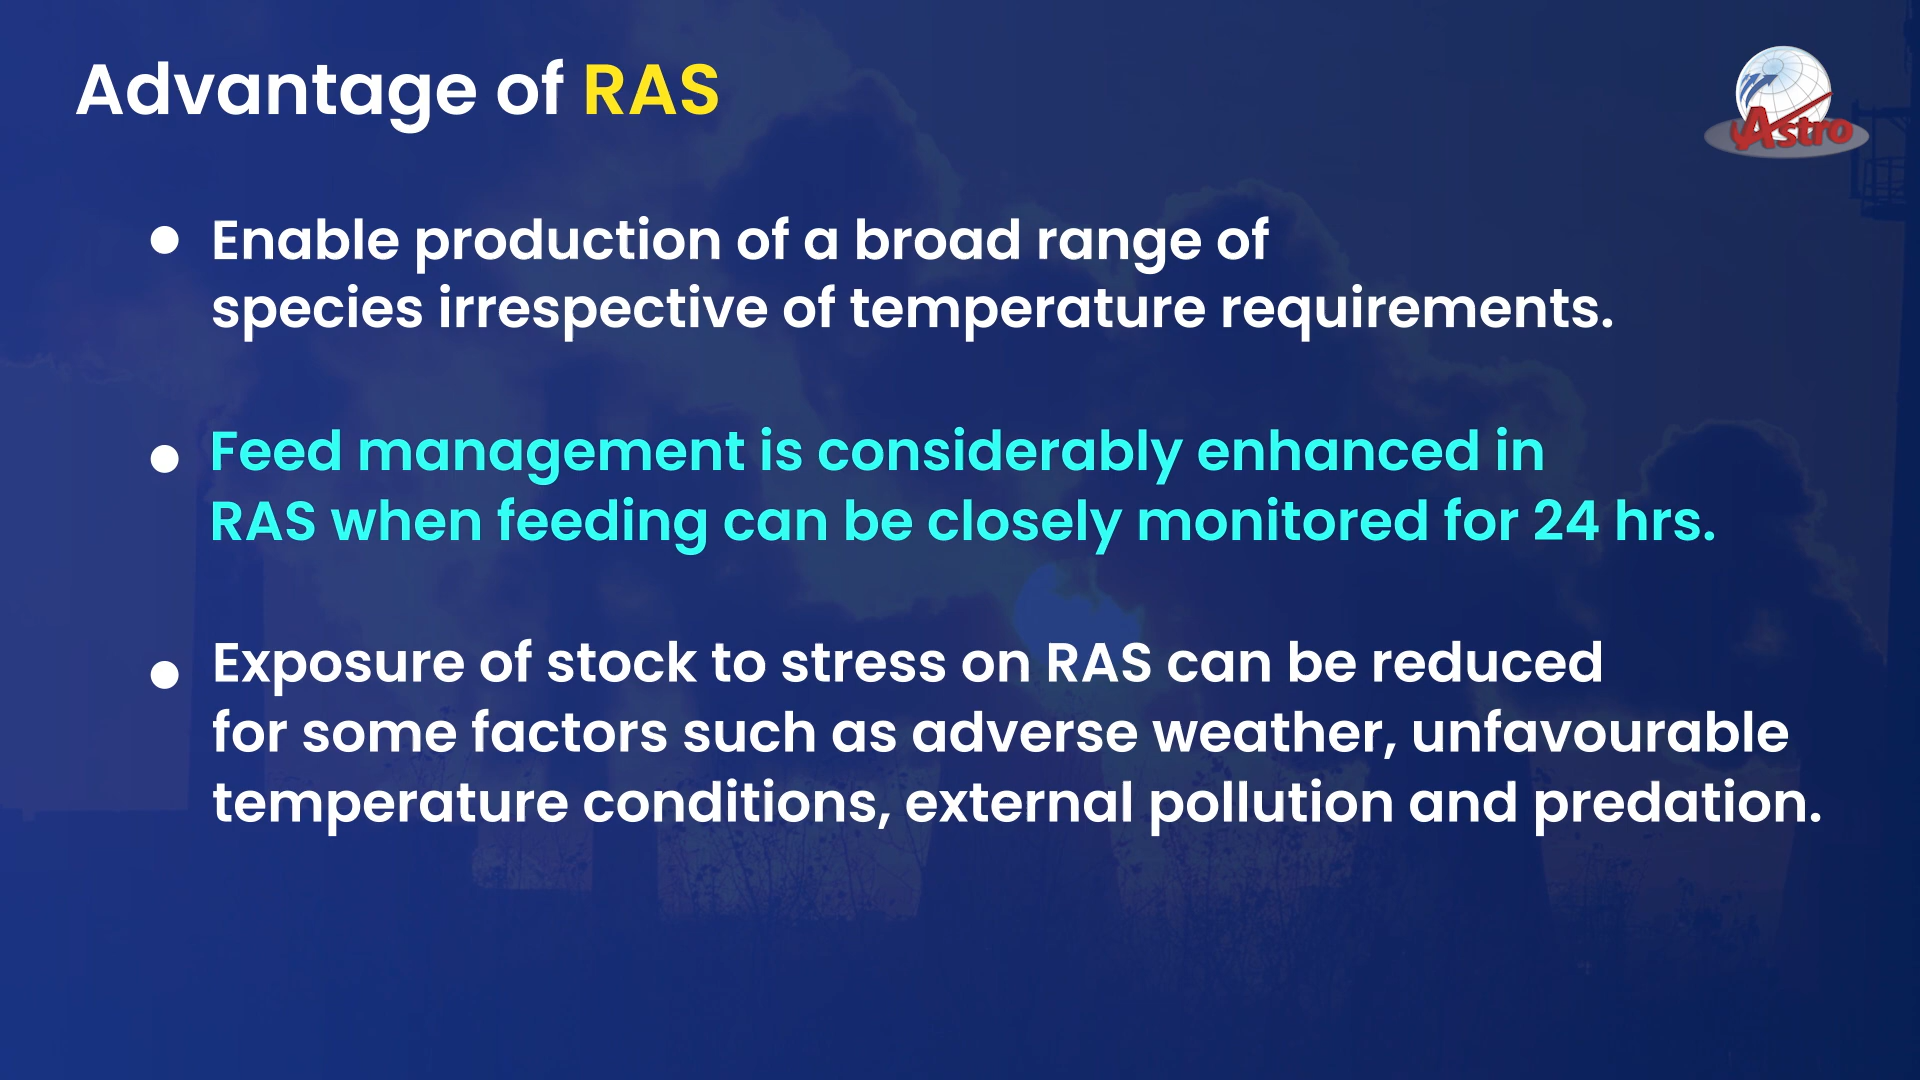 Advantage of RAS
Astro
● Enable production of a broad range of
species irrespective of temperature requirements.
● Feed management is considerably enhanced in
RAS when feeding can be closely monitored for 24 hrs.
● Exposure of stock to stress on RAS can be reduced
for some factors such as adverse weather, unfavourable
temperature conditions, external pollution and predation.